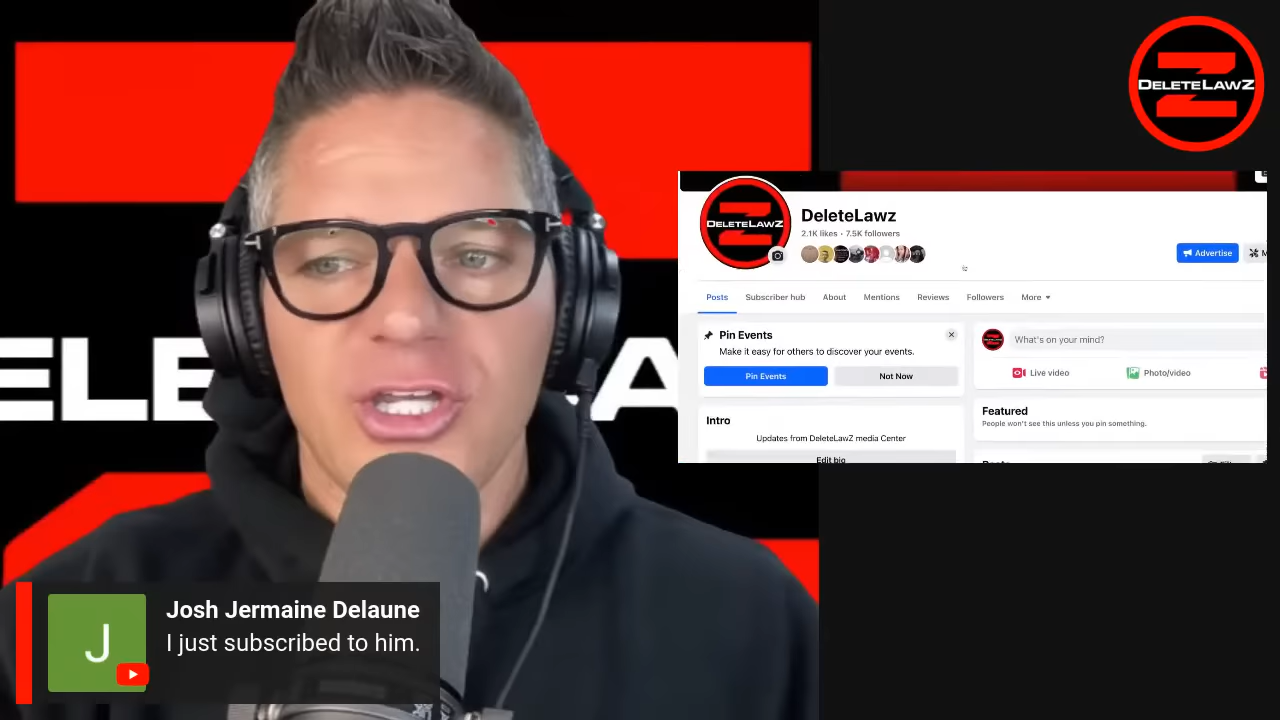 DELETELAWZ
DELETELAWZ
DeleteLawz
2.1K likes • 7.5K followers
Advertise
Posts
Subscriber hub
About
Mentions
Reviews
Followers
More
Pin Events
Make it easy for others to discover your events.
Pin Events
Not Now
What's on your mind?
Live video
Photo/video
Intro
Updates from DeleteLawZ media Center
Edit bio
Featured
People won't see this unless you pin something.
ELE
A
J
Josh Jermaine Delaune
I just subscribed to him.